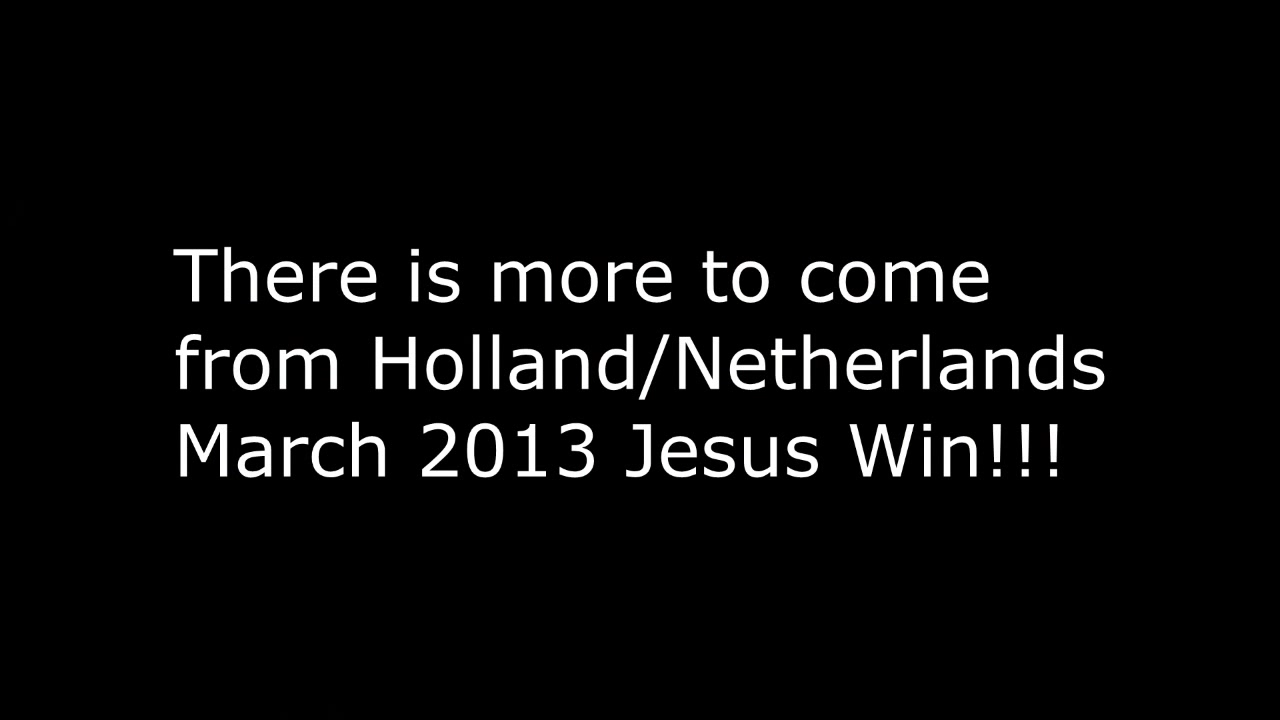 There is more to come
from Holland/Netherlands
March 2013 Jesus Win!!!